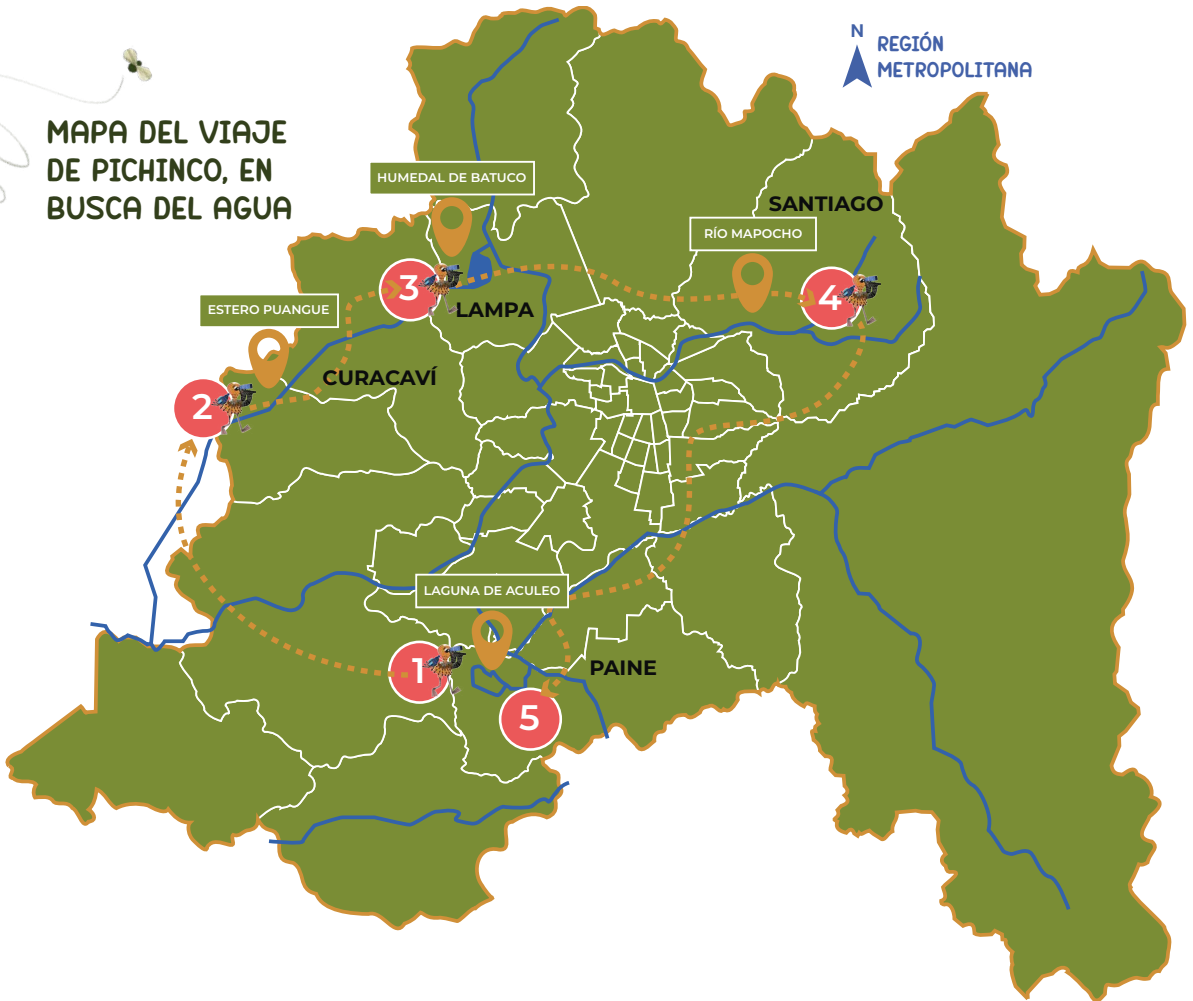 N
REGIÓN
METROPOLITANA
MAPA DEL VIAJE
DE PICHINCO, EN
BUSCA DEL AGUA
HUMEDAL DE BATUCO
SANTIAGO
RÍO MAPOCHO
3
4
ESTERO PUANGUE
LAMPA
CURACAVÍ
2
LAGUNA DE ACULEO
1
PAINE
5